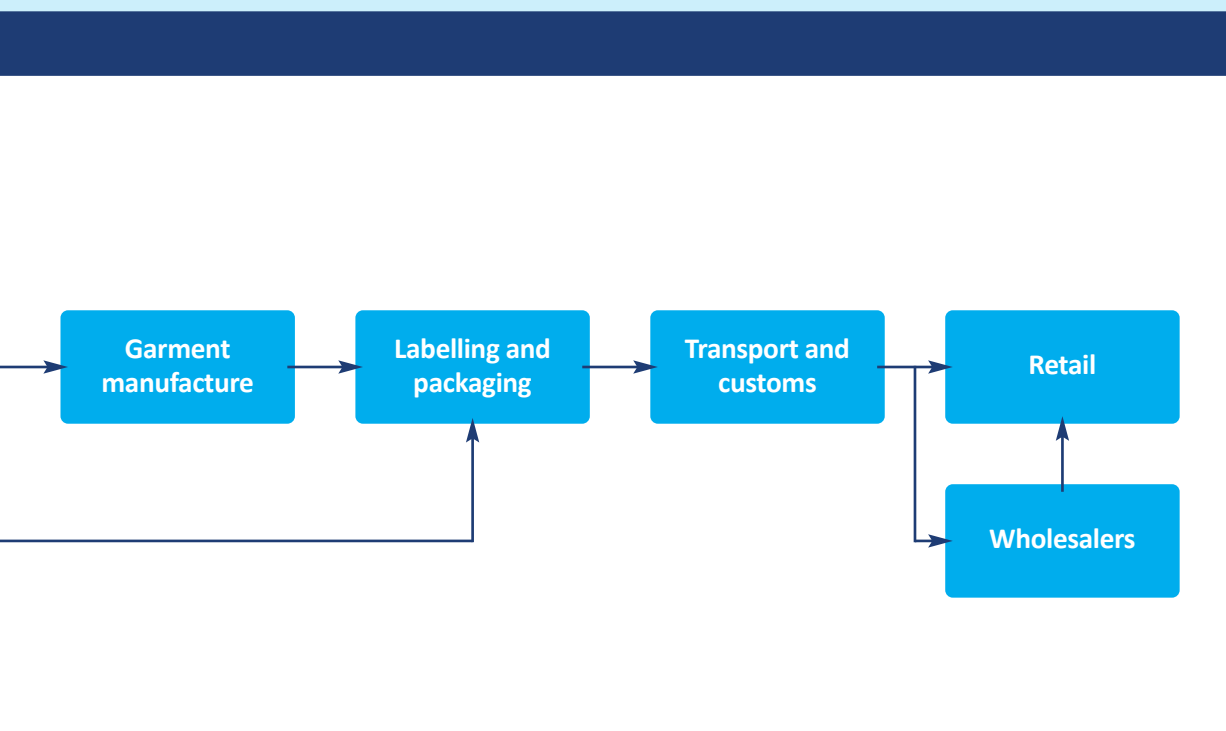 Garment
manufacture
Labelling and
packaging
Transport and
customs
Retail
Wholesalers